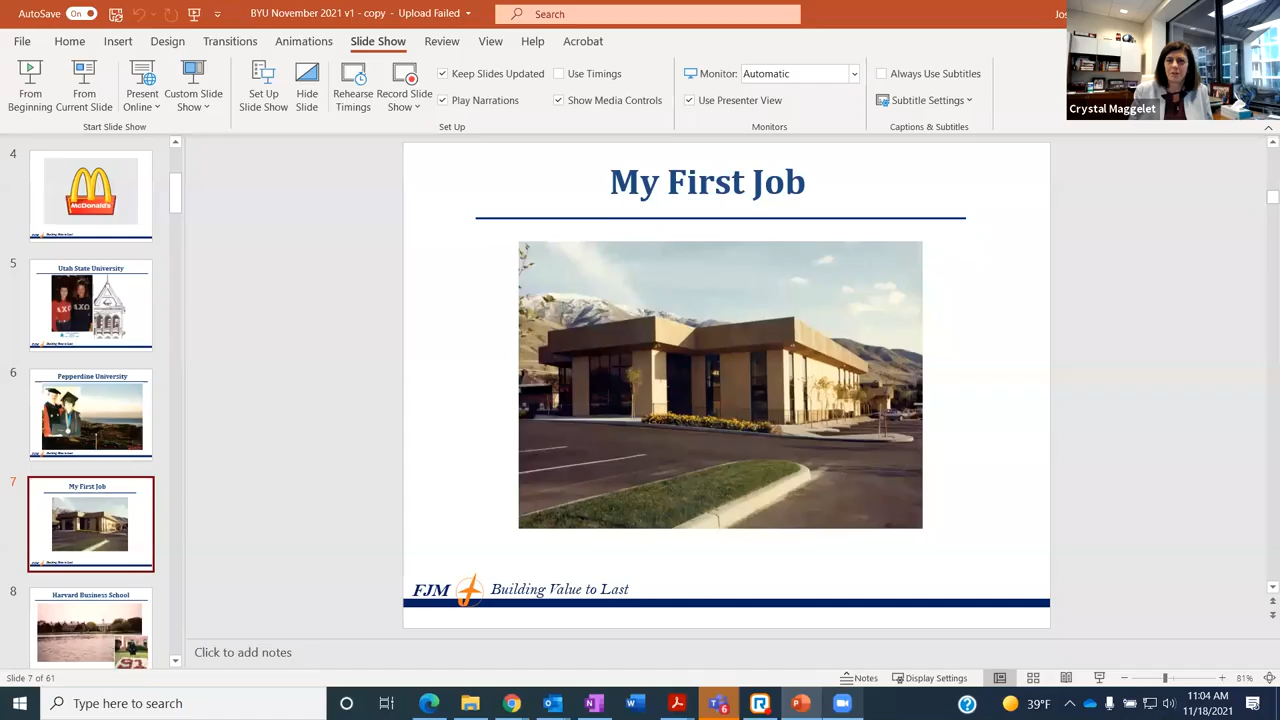 AutoSave On
BYU November 2021 v1 - copy - Upload Failed
Search
Jos
File Home Insert Design Transitions Animations Slide Show Review View Help Acrobat
From Beginning
From Current Slide
Present Online
Custom Slide Show
Set Up Slide Show
Hide Slide
Rehearse Timings
Record Slide Show
Keep Slides Updated
Use Timings
Play Narrations
Show Media Controls
Monitor: Automatic
Use Presenter View
Always Use Subtitles
Subtitle Settings
Start Slide Show
Set Up
Monitors
Captions & Subtitles
Crystal Maggelet
4
McDonald's
5
Utah State University
ΑΧΩ
ΑΧΩ
6
Pepperdine University
7
My First Job
8
Harvard Business School
91
My First Job
FJM Building Value to Last
Click to add notes
Slide 7 of 61
Notes
Display Settings
81%
Type here to search
6
39°F
11:04 AM
11/18/2021